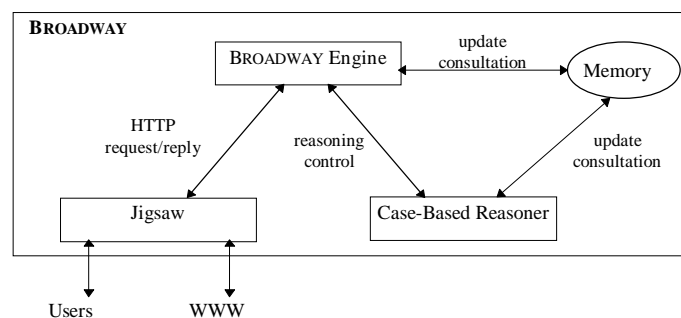 BROADWAY
BROADWAY Engine
update
consultation
Memory
HTTP
request/reply
reasoning
control
update
consultation
Jigsaw
Case-Based Reasoner
Users
WWW